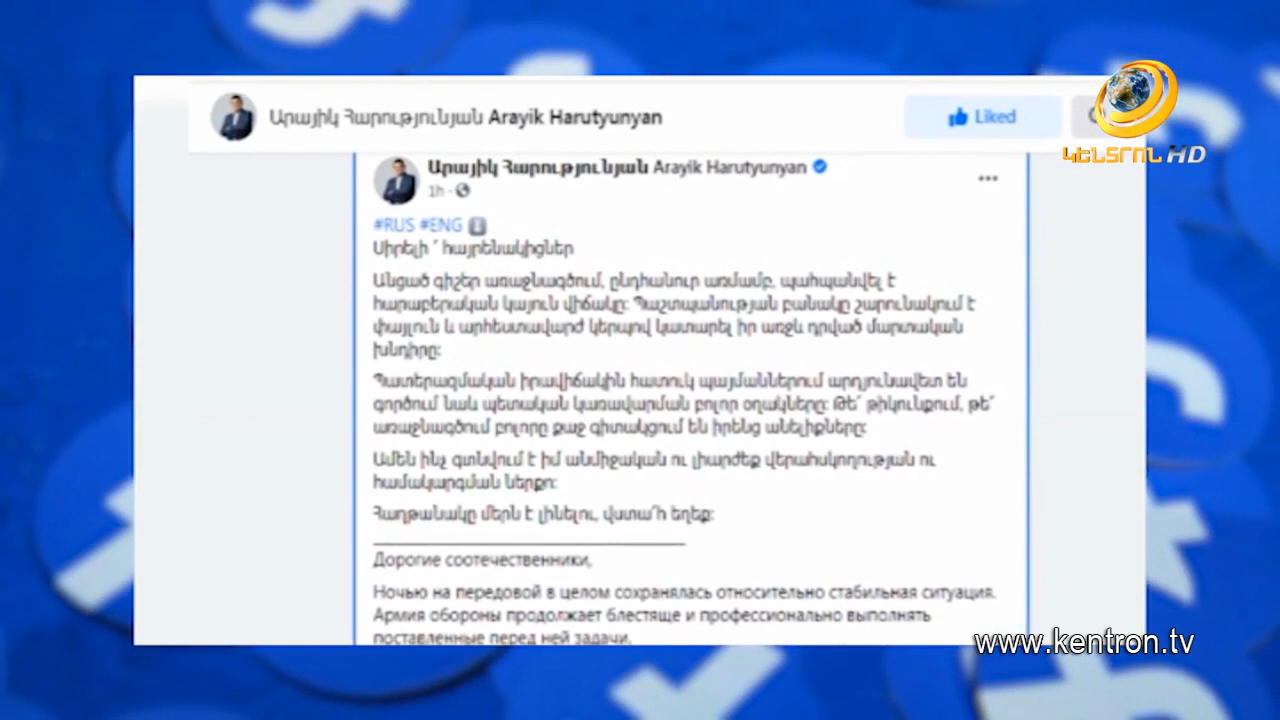 Արայիկ Հարությունյան Arayik Harutyunyan
Liked
ԿԵՆՏՐՈՆ HD
Արայիկ Հարությունյան Arayik Harutyunyan
1h ·
#RUS #ENG
Սիրելի ՛ հայրենակիցներ
Անցած գիշեր առաջնագծում, ընդհանուր առմամբ, պահպանվել է
հարաբերական կայուն վիճակը: Պաշտպանության բանակը շարունակում է
փայլուն և արհեստավարժ կերպով կատարել իր առջև դրված մարտական
խնդիրը:
Պատերազմական իրավիճակին հատուկ պայմաններում արդյունավետ են
գործում նաև պետական կառավարման բոլոր օղակները: Թե՛ թիկունքում, թե՛
առաջնագծում բոլորը քաջ գիտակցում են իրենց անելիքները:
Ամեն ինչ գտնվում է իմ անմիջական ու լիարժեք վերահսկողության ու
համակարգման ներքո:
Հաղթանակը մերն է լինելու, վստա՛հ եղեք:
Дорогие соотечественники,
Ночью на передовой в целом сохранялась относительно стабильная ситуация.
Армия обороны продолжает блестяще и профессионально выполнять
поставленные перед ней задачи.
www.kentron.tv